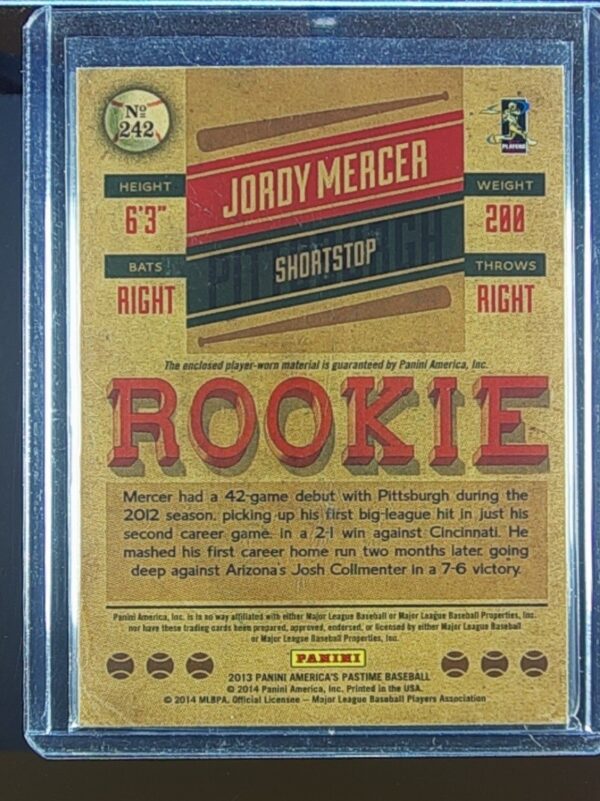 Nº
242
PLAYERS
JORDY MERCER
HEIGHT
6'3"
WEIGHT
200
PITTSBURGH
SHORTSTOP
BATS
RIGHT
THROWS
RIGHT
The enclosed player-worn material is guaranteed by Panini America, Inc.
ROOKIE
Mercer had a 42-game debut with Pittsburgh during the
2012 season, picking up his first big-league hit in just his
second career game, in a 2-1 win against Cincinnati. He
mashed his first career home run two months later, going
deep against Arizona's Josh Collmenter in a 7-6 victory.
Panini America, Inc. is in no way affiliated with either Major League Baseball or Major League Baseball Properties, Inc.
nor have these trading cards been prepared, approved, endorsed, or licensed by either Major League Baseball
or Major League Baseball Properties, Inc.
PANINI
2013 PANINI AMERICA'S PASTIME BASEBALL
© 2014 Panini America, Inc. Printed in the USA.
© 2014 MLBPA. Official Licensee – Major League Baseball Players Association